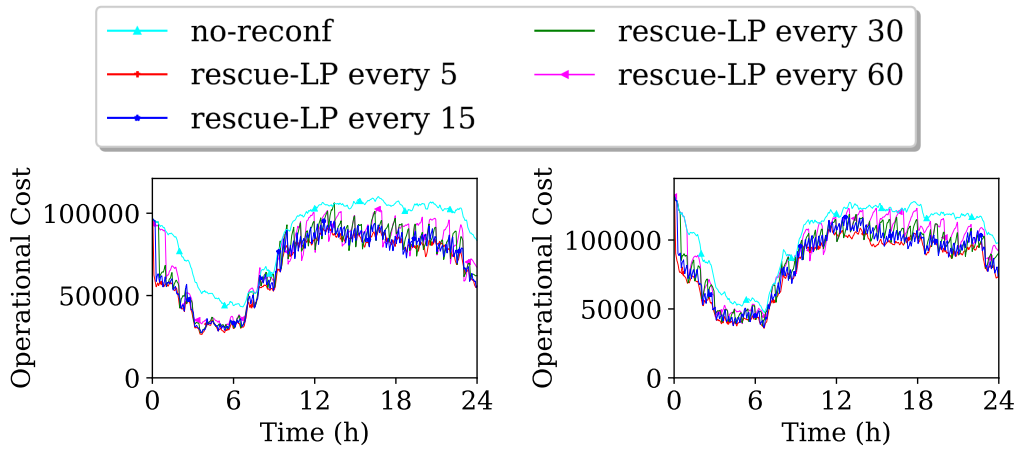 no-reconf
rescue-LP every 5
rescue-LP every 15
rescue-LP every 30
rescue-LP every 60
Operational Cost
100000
50000
0
0 6 12 18 24
Time (h)
Operational Cost
100000
50000
0
0 6 12 18 24
Time (h)